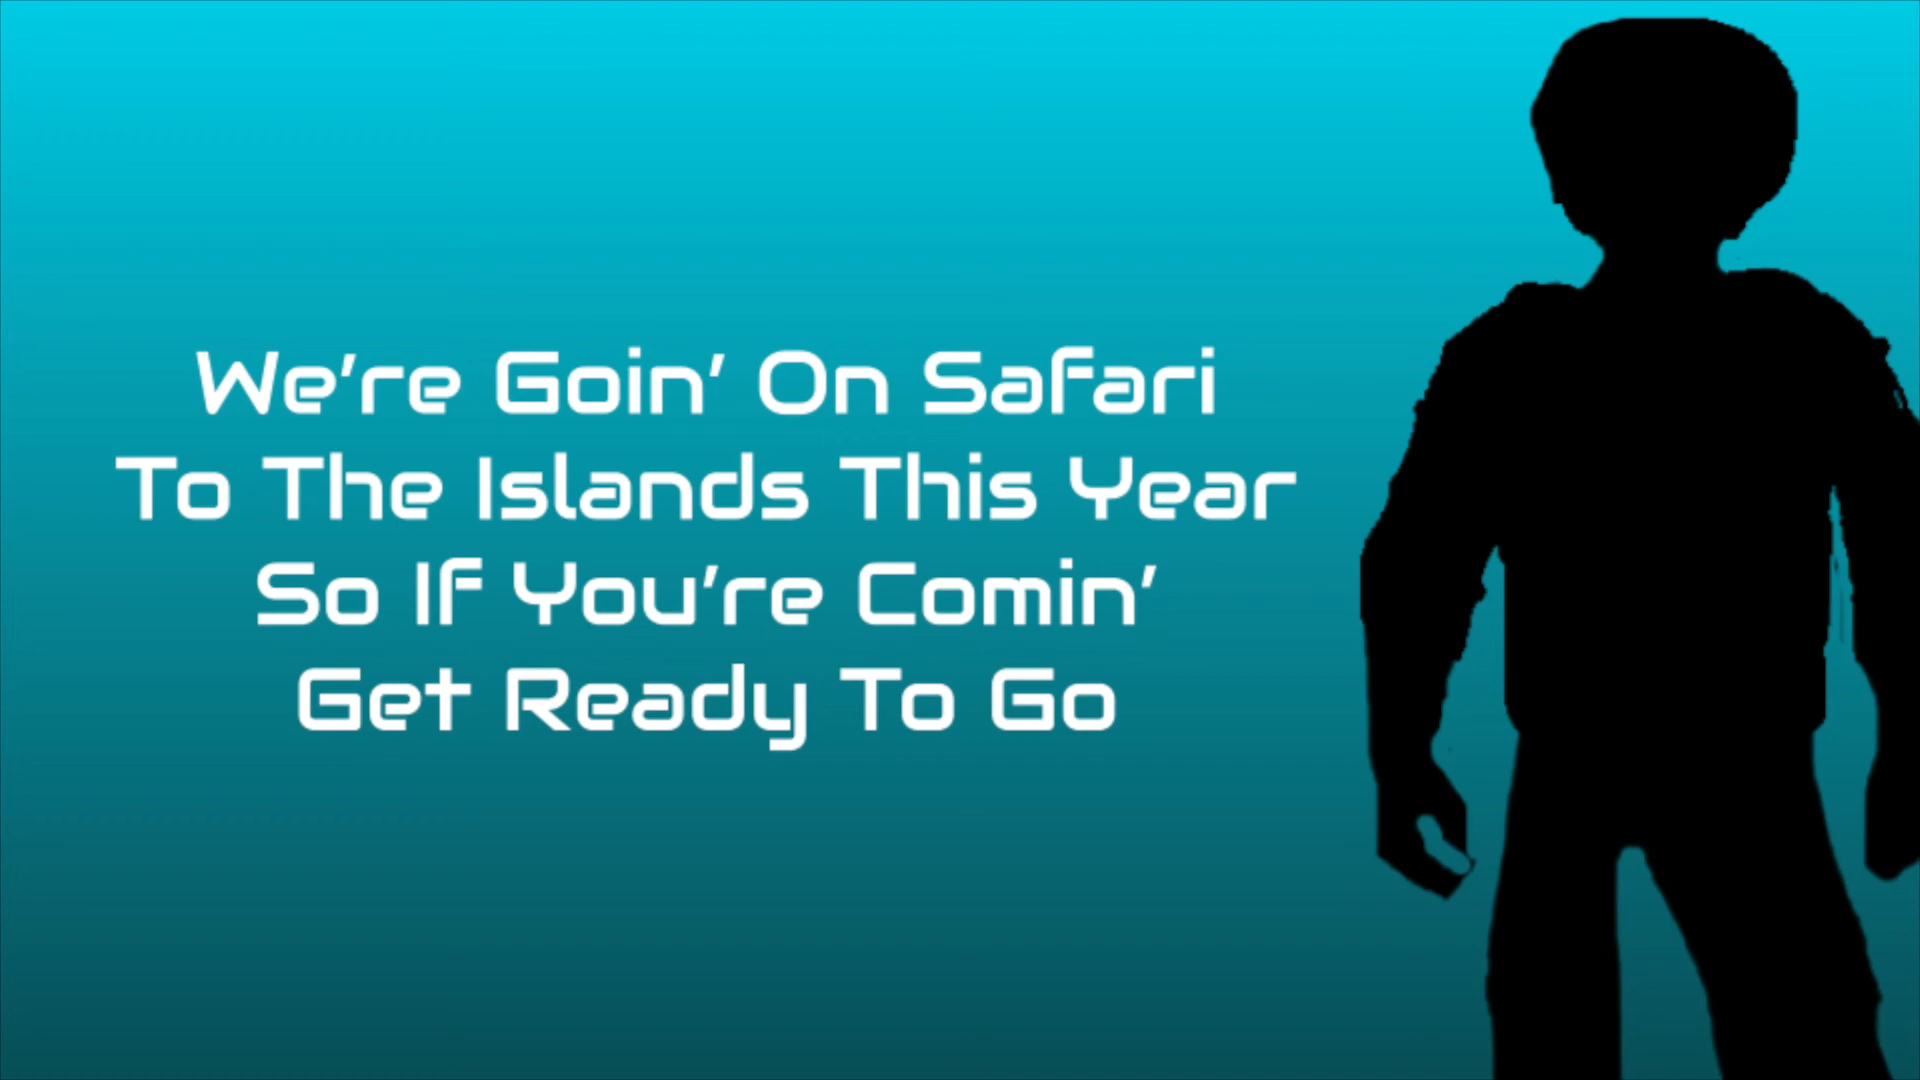 We're Goin' On Safari
To The Islands This Year
So If You're Comin'
Get Ready To Go